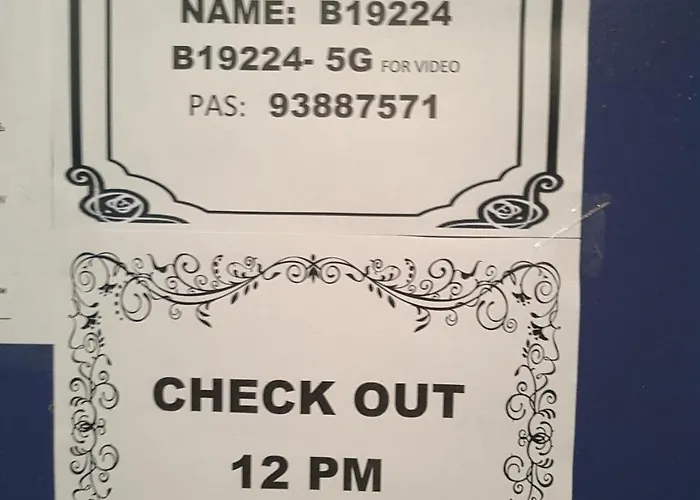 NAME: B19224
B19224- 5G FOR VIDEO
PAS: 93887571
CHECK OUT
12 PM